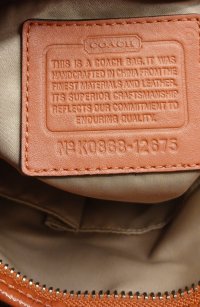 COACH
THIS IS A COACH BAG. IT WAS
HANDCRAFTED IN CHINA FROM THE
FINEST MATERIALS AND LEATHER.
ITS SUPERIOR CRAFTSMANSHIP
REFLECTS OUR COMMITMENT TO
ENDURING QUALITY.
Nº K0868-12675